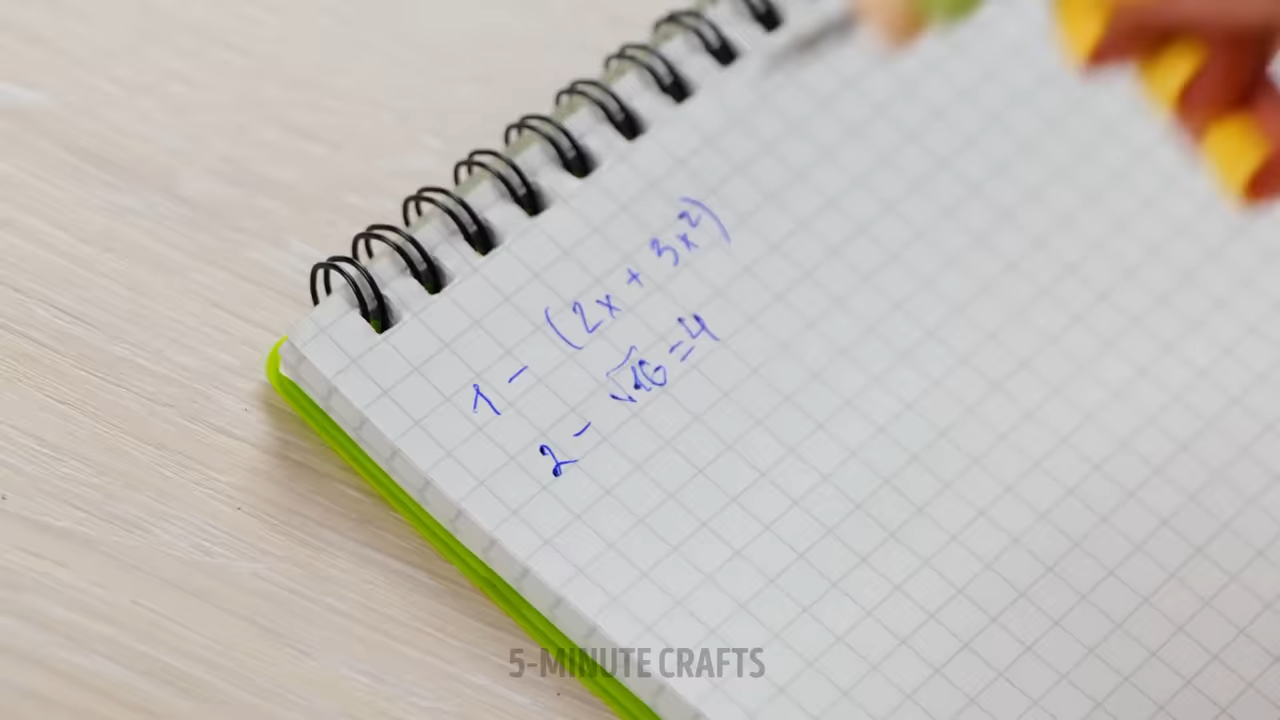 1 - (2x + 3x²)
2 - √16 = 4
5-MINUTE CRAFTS